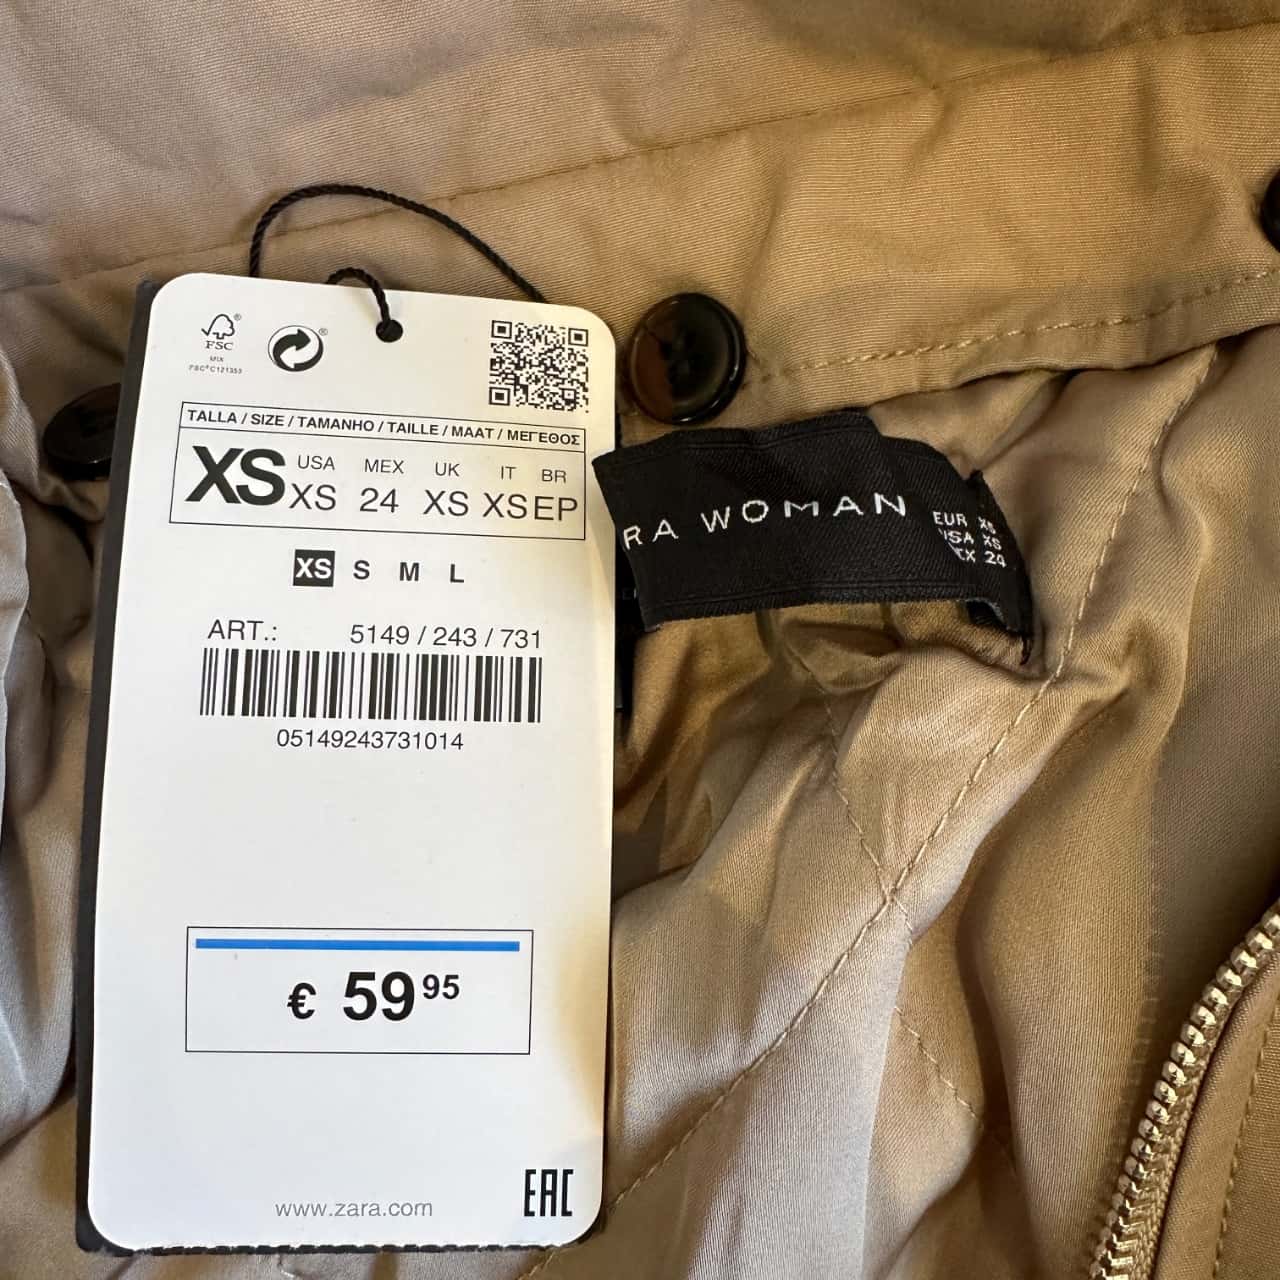 FSC®
MIX
FSC® C121353
®
TALLA / SIZE / TAMANHO / TAILLE / MAAT / ΜΕΓΕΘΟΣ
XS USA XS MEX 24 UK XS IT XS BR EP
XS S M L
ART.: 5149 / 243 / 731
05149243731014
€ 59 95
www.zara.com
EAC
RA WOMAN
EUR XS
USA XS
EX 24